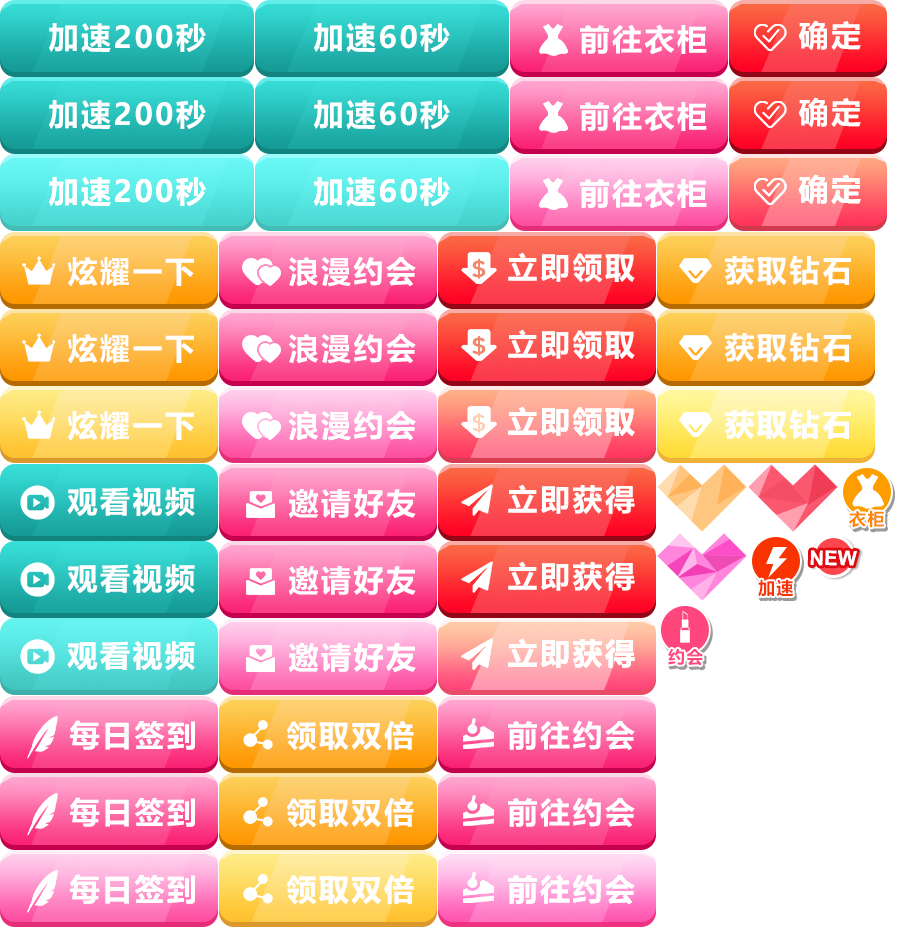 加速200秒 加速60秒 前往衣柜 确定
加速200秒 加速60秒 前往衣柜 确定
加速200秒 加速60秒 前往衣柜 确定
炫耀一下 浪漫约会 立即领取 获取钻石
炫耀一下 浪漫约会 立即领取 获取钻石
炫耀一下 浪漫约会 立即领取 获取钻石
观看视频 邀请好友 立即获得 衣柜
观看视频 邀请好友 立即获得 加速 NEW
观看视频 邀请好友 立即获得 约会
每日签到 领取双倍 前往约会
每日签到 领取双倍 前往约会
每日签到 领取双倍 前往约会